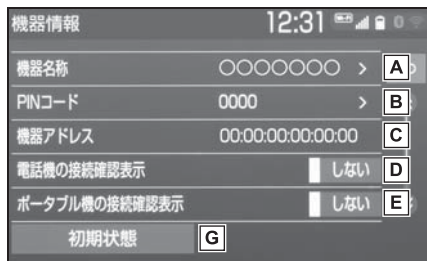 機器情報 12:31 Wi-Fi 0
機器名称 ○○○○○○○ > A
PINコード 0000 > B
機器アドレス 00:00:00:00:00:00 C
電話機の接続確認表示 しない D
ポータブル機の接続確認表示 しない E
初期状態 G